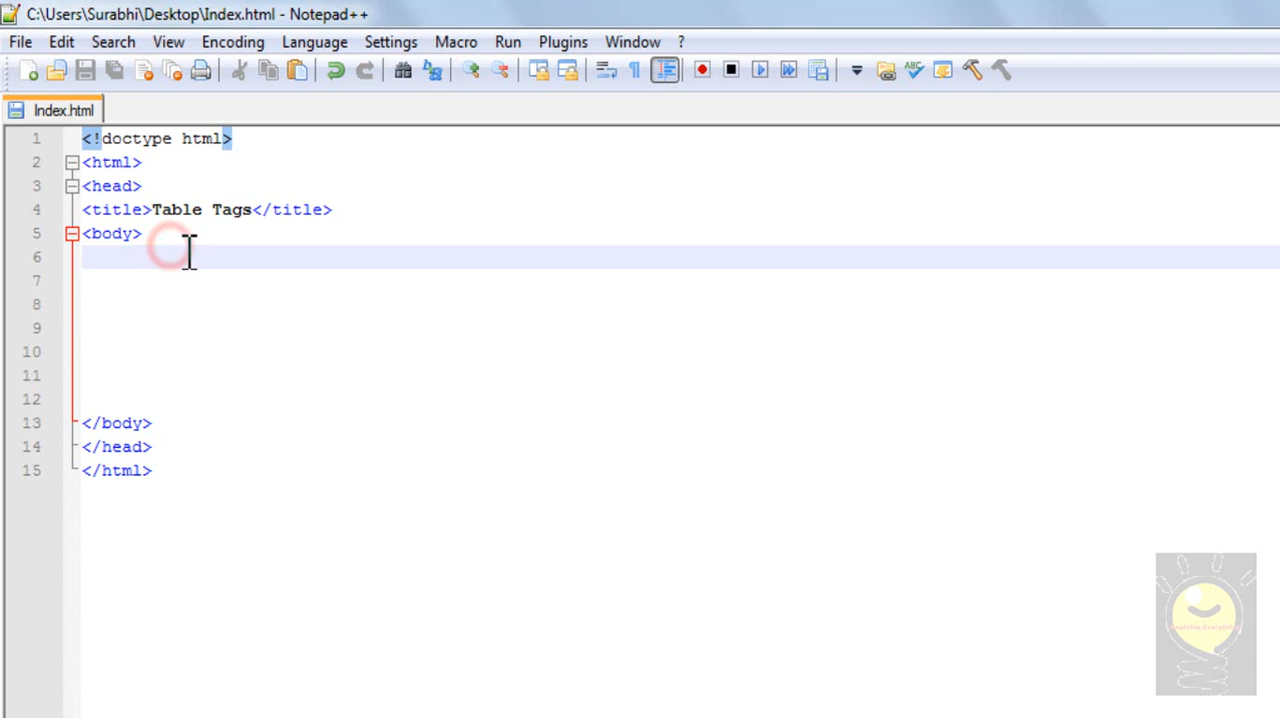 C:\Users\Surabhi\Desktop\Index.html - Notepad++
File Edit Search View Encoding Language Settings Macro Run Plugins Window ?
Index.html
1 <!doctype html>
2 <html>
3 <head>
4 <title>Table Tags</title>
5 <body>
6
7
8
9
10
11
12
13 </body>
14 </head>
15 </html>